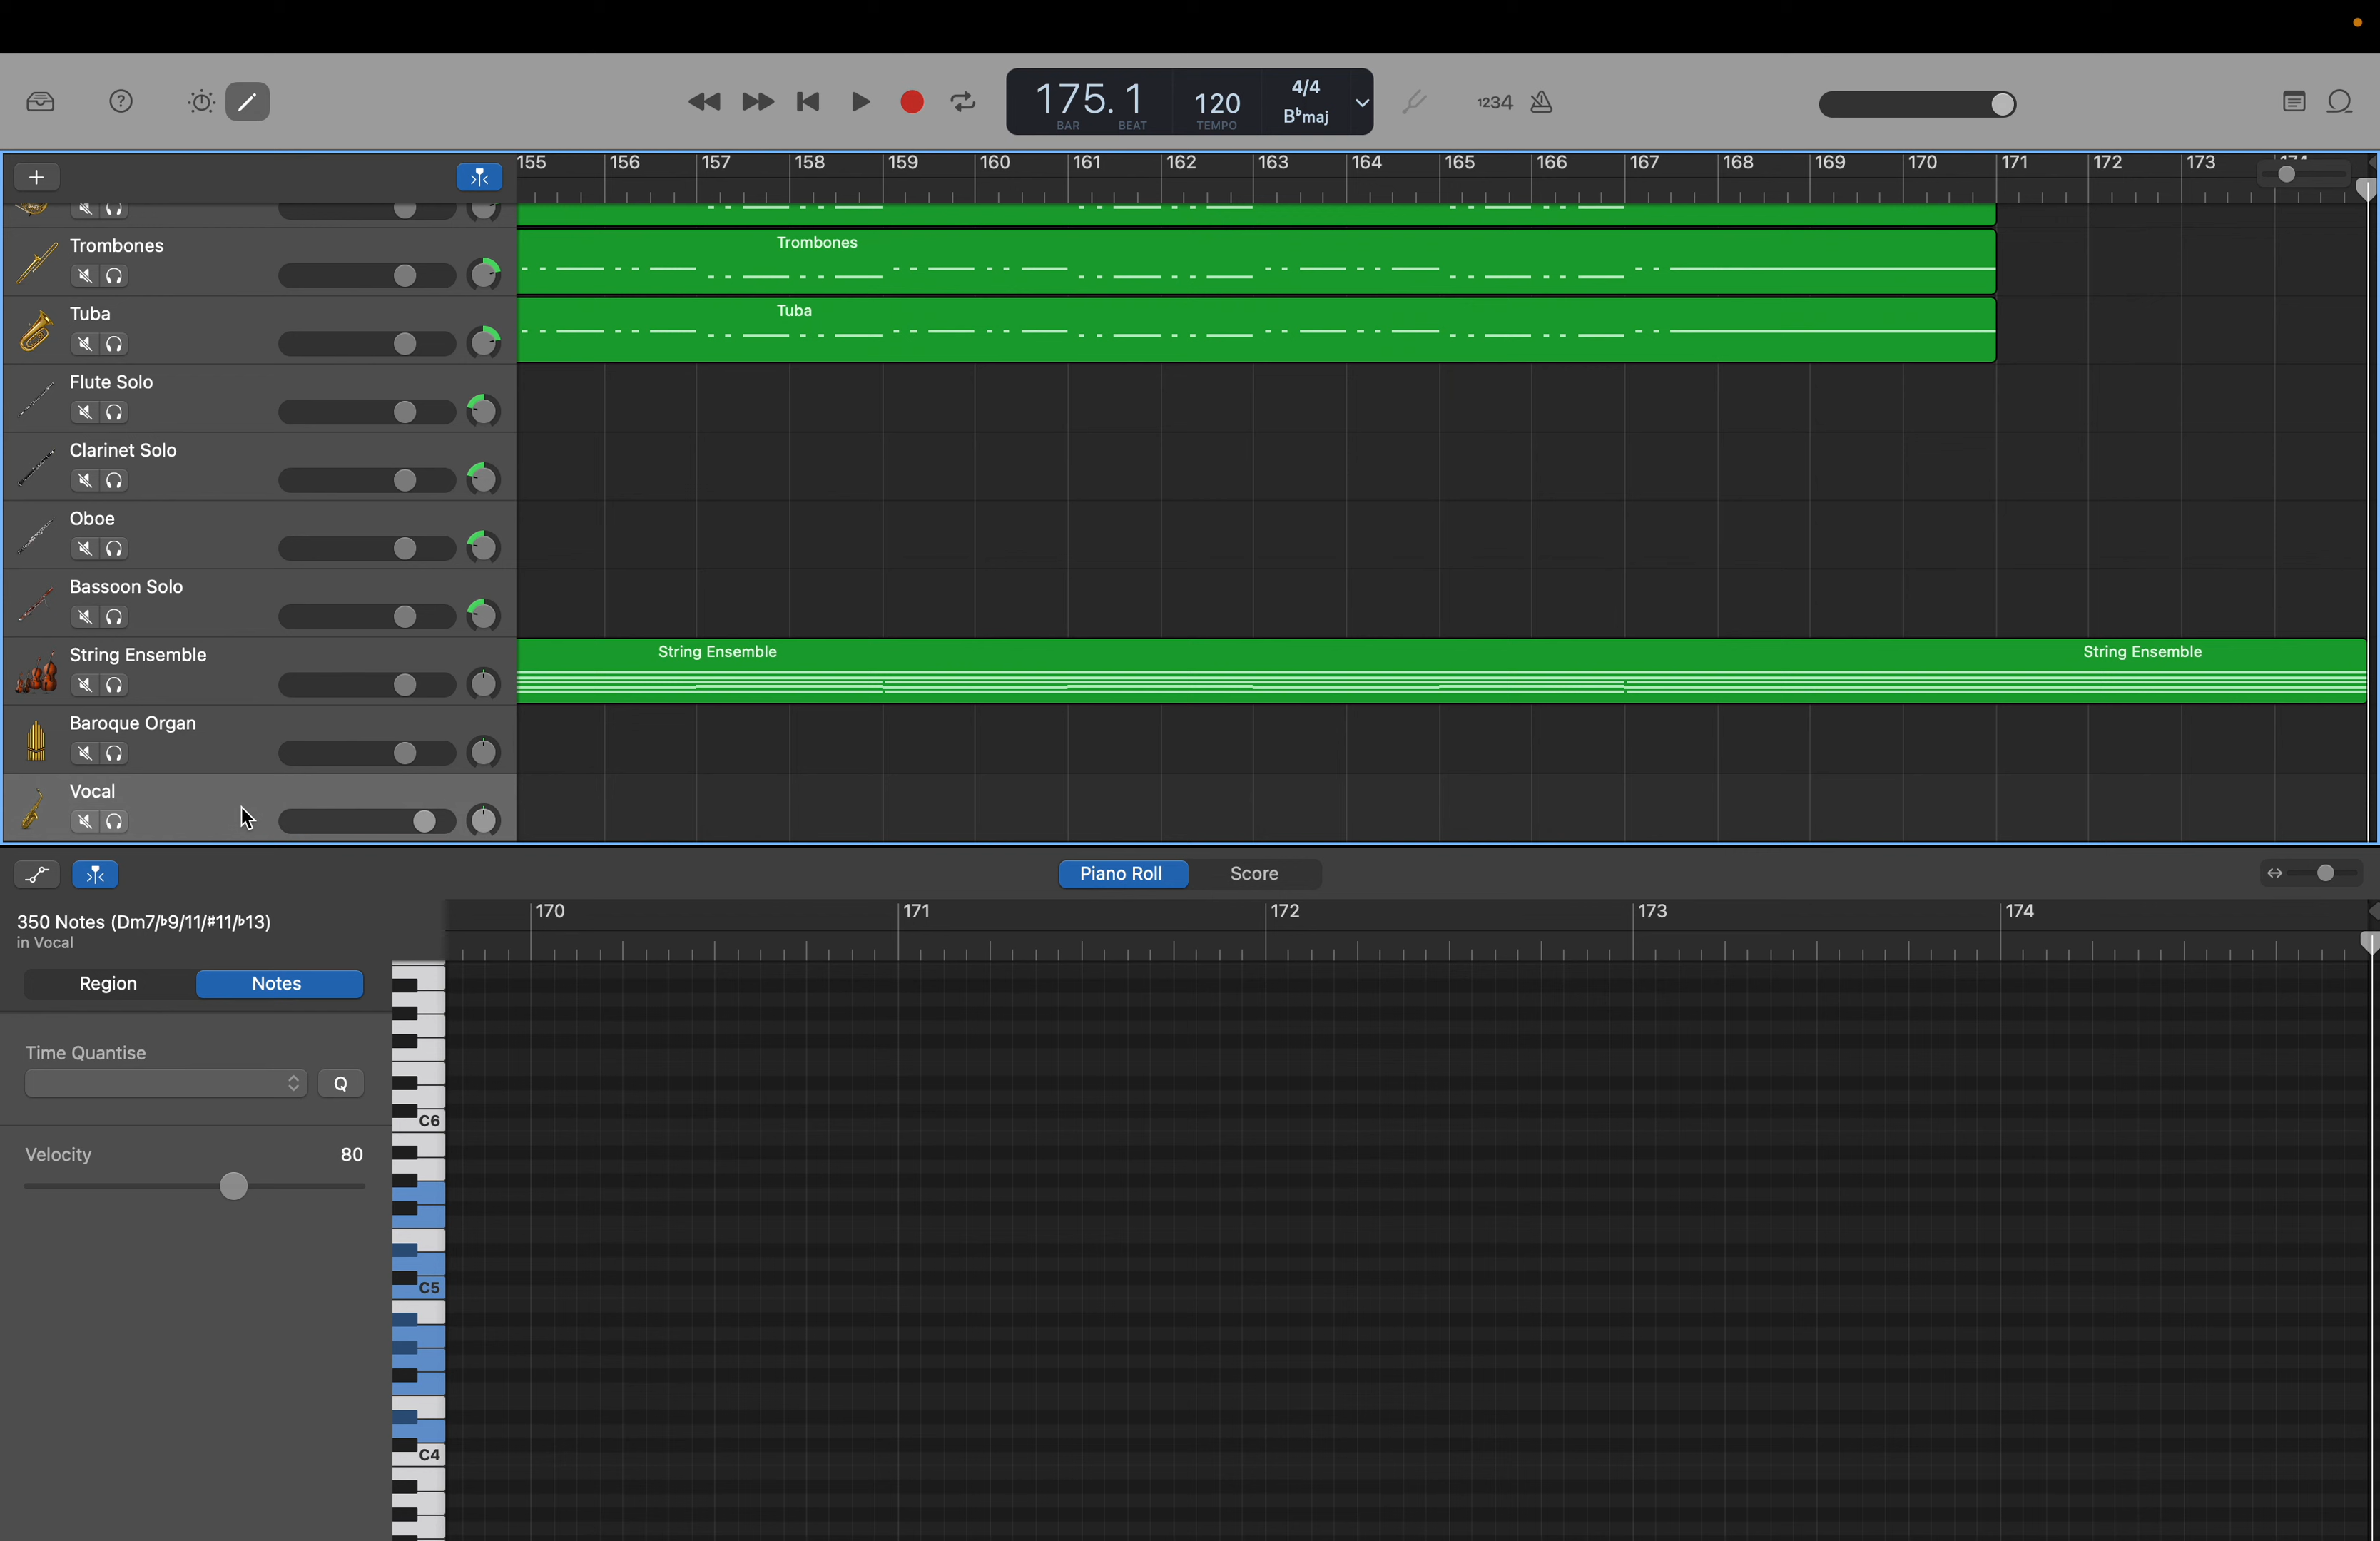 175.1 120 4/4
BAR BEAT TEMPO B♭maj
1234
155 156 157 158 159 160 161 162 163 164 165 166 167 168 169 170 171 172 173
Trombones
Trombones
Tuba
Tuba
Flute Solo
Clarinet Solo
Oboe
Bassoon Solo
String Ensemble
String Ensemble String Ensemble
Baroque Organ
Vocal
Piano Roll Score
350 Notes (Dm7/♭9/11/#11/♭13)
in Vocal
170 171 172 173 174
Region Notes
Time Quantise
Q
C6
Velocity 80
C5
C4